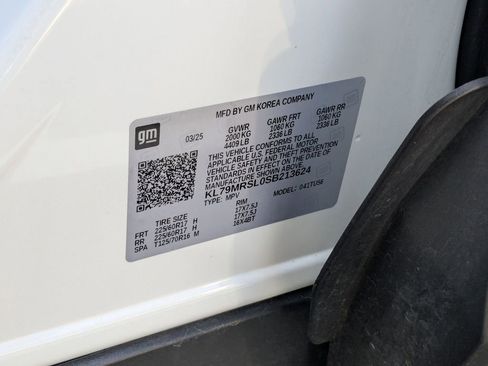 MFD BY GM KOREA COMPANY
gm
03/25
GVWR GAWR FRT GAWR RR
2000 KG 1060 KG 1060 KG
4409 LB 2336 LB 2336 LB
THIS VEHICLE CONFORMS TO ALL
APPLICABLE U.S. FEDERAL MOTOR
VEHICLE SAFETY, BUMPER, AND THEFT
PREVENTION STANDARDS IN EFFECT ON
THE DATE OF MANUFACTURE SHOWN ABOVE.
KL79MRSL0SB213624
TYPE: MPV MODEL: 041TU56
TIRE SIZE RIM
FRT 225/60R17 H 17X7.5J
RR 225/60R17 H 17X7.5J
SPA T125/70R16 M 16X4BT